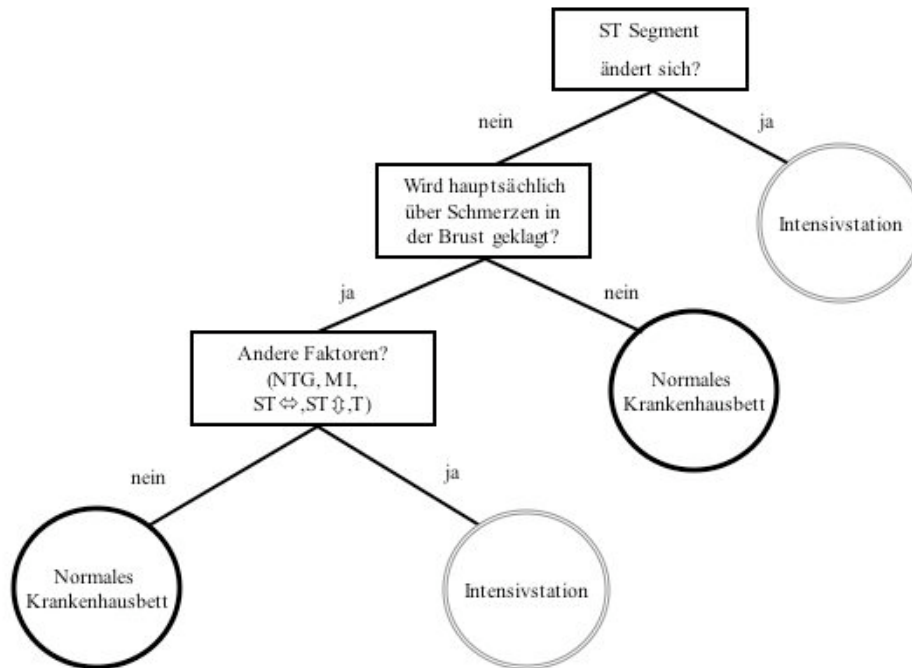 ST Segment
ändert sich?
nein
ja
Wird hauptsächlich
über Schmerzen in
der Brust geklagt?
Intensivstation
ja
nein
Andere Faktoren?
(NTG, MI,
ST⇔,ST⇕,T)
Normales
Krankenhausbett
nein
ja
Normales
Krankenhausbett
Intensivstation